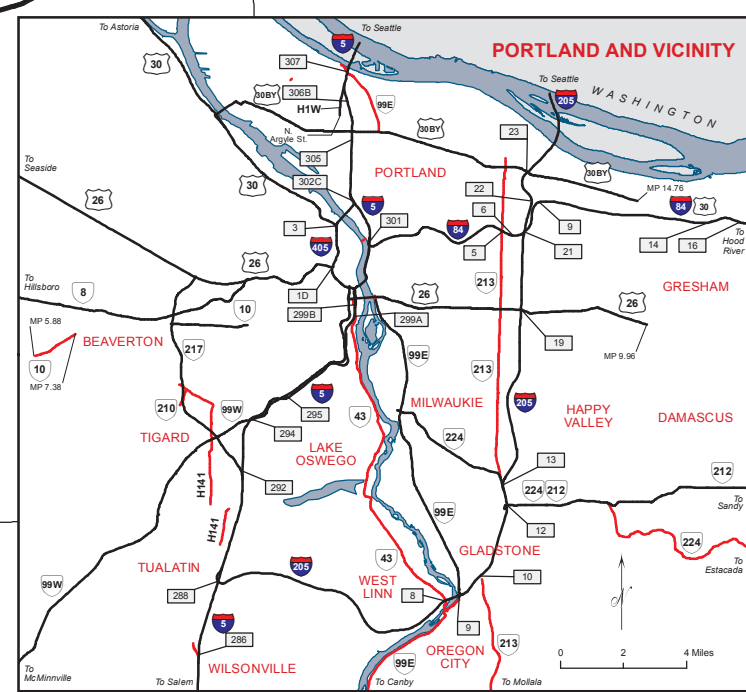 To Astoria
To Seattle
5
30
307
PORTLAND AND VICINITY
To Seattle
30BY
306B
H1W
99E
205
WASHINGTON
N.
Argyle St.
30BY
23
305
To
Seaside
PORTLAND
30BY
302C
30
22
MP 14.76
26
5
6
84
30
3
301
84
9
405
5
21
14
16
To
Hood
River
26
To
Hillsboro
213
8
1D
26
GRESHAM
10
299B
299A
26
MP 5.88
BEAVERTON
217
19
10
99E
MP 9.96
MP 7.38
213
5
205
210
99W
295
43
MILWAUKIE
HAPPY
VALLEY
DAMASCUS
TIGARD
294
LAKE
OSWEGO
224
13
212
H141
292
224
212
To
Sandy
99E
H141
12
224
GLADSTONE
43
TUALATIN
205
To
Estacada
99W
WEST
LINN
10
288
8
N
9
5
286
213
OREGON
CITY
0
2
4 Miles
To
McMinnville
WILSONVILLE
99E
To Salem
To Canby
To Mollala